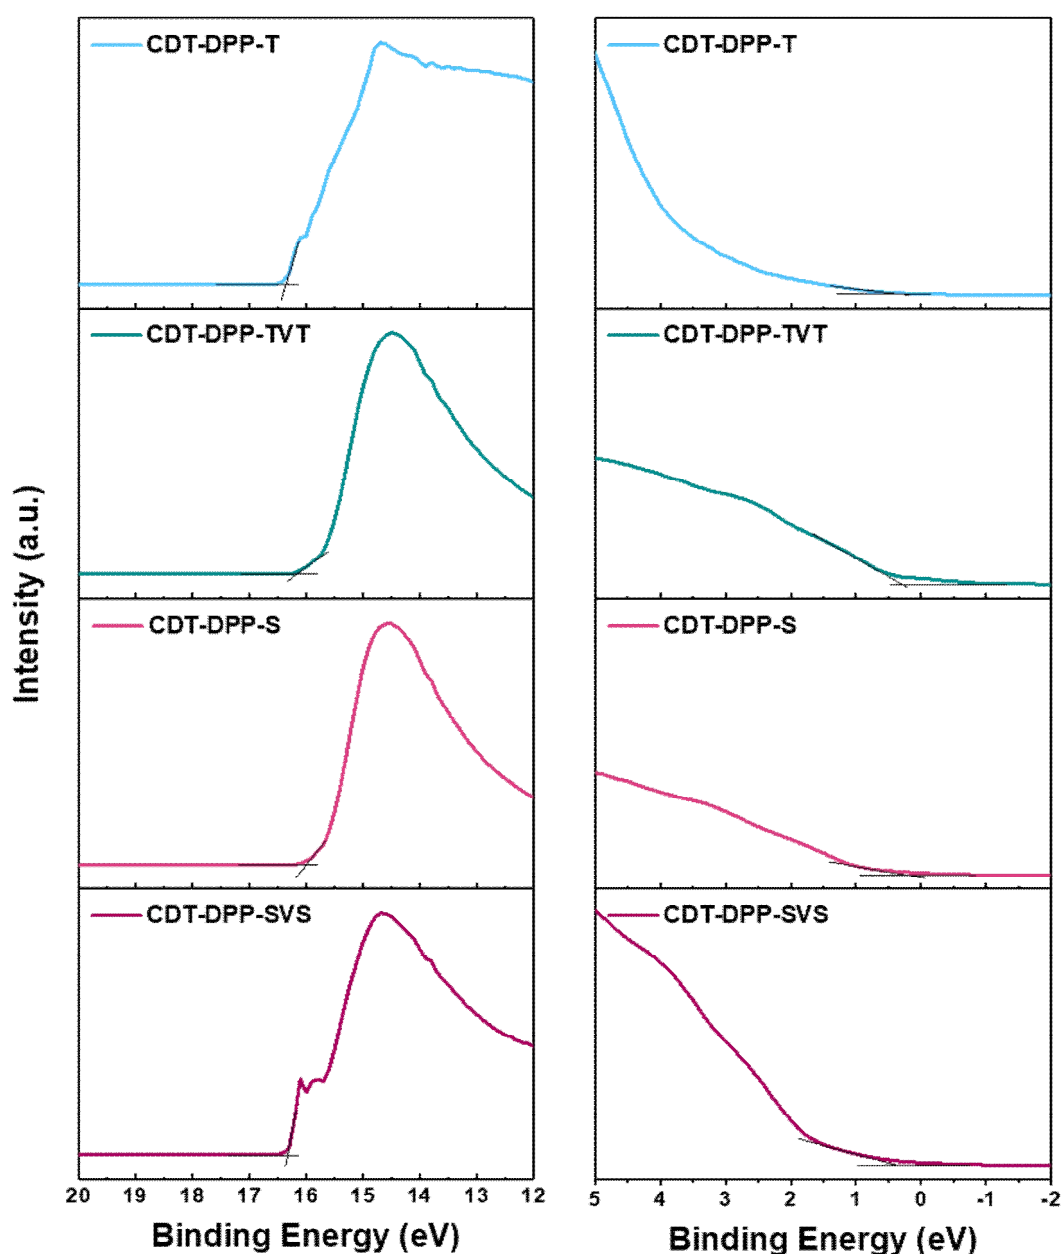 CDT-DPP-T
CDT-DPP-T
CDT-DPP-TVT
CDT-DPP-TVT
CDT-DPP-S
CDT-DPP-S
CDT-DPP-SVS
CDT-DPP-SVS
Intensity (a.u.)
20 19 18 17 16 15 14 13 12
5 4 3 2 1 0 -1 -2
Binding Energy (eV)
Binding Energy (eV)